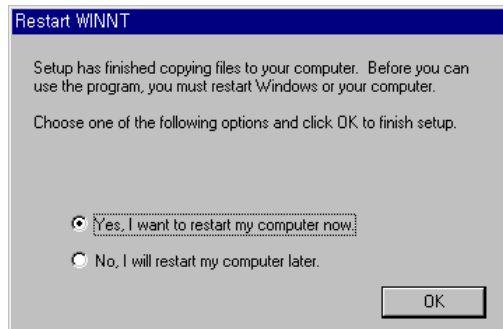 Restart WINNT
Setup has finished copying files to your computer. Before you can
use the program, you must restart Windows or your computer.
Choose one of the following options and click OK to finish setup.
Yes, I want to restart my computer now.
No, I will restart my computer later.
OK